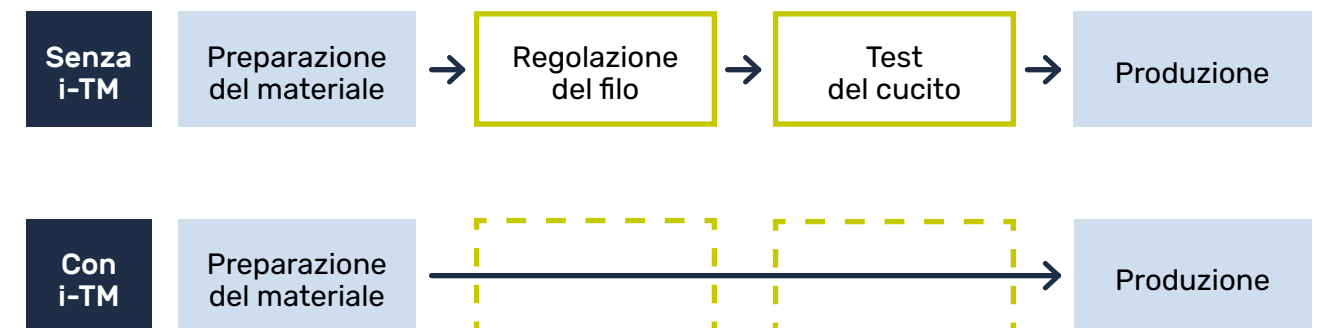 Senza
i-TM
Preparazione
del materiale
Regolazione
del filo
Test
del cucito
Produzione
Con
i-TM
Preparazione
del materiale
Produzione